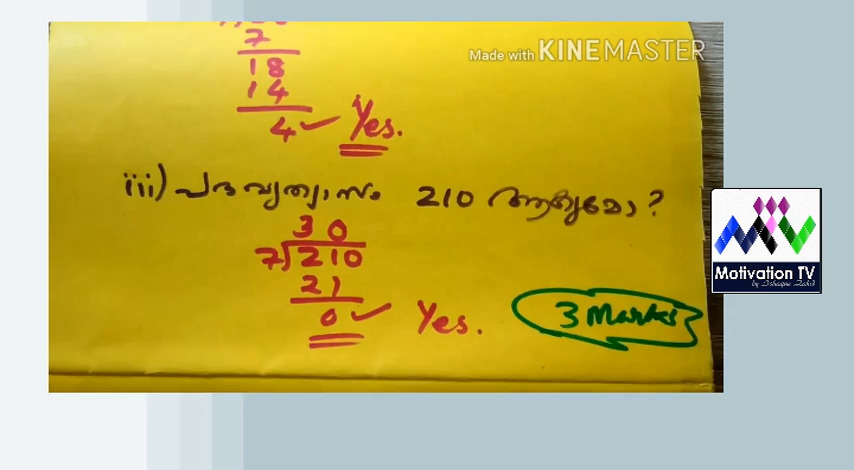 Made with KINEMASTER
7
18
14
4 ✓ Yes.
iii) പദവ്യത്യാസം 210 ആകുമോ?
30
7)210
21
0 ✓ Yes.
3 Marks
Motivation TV